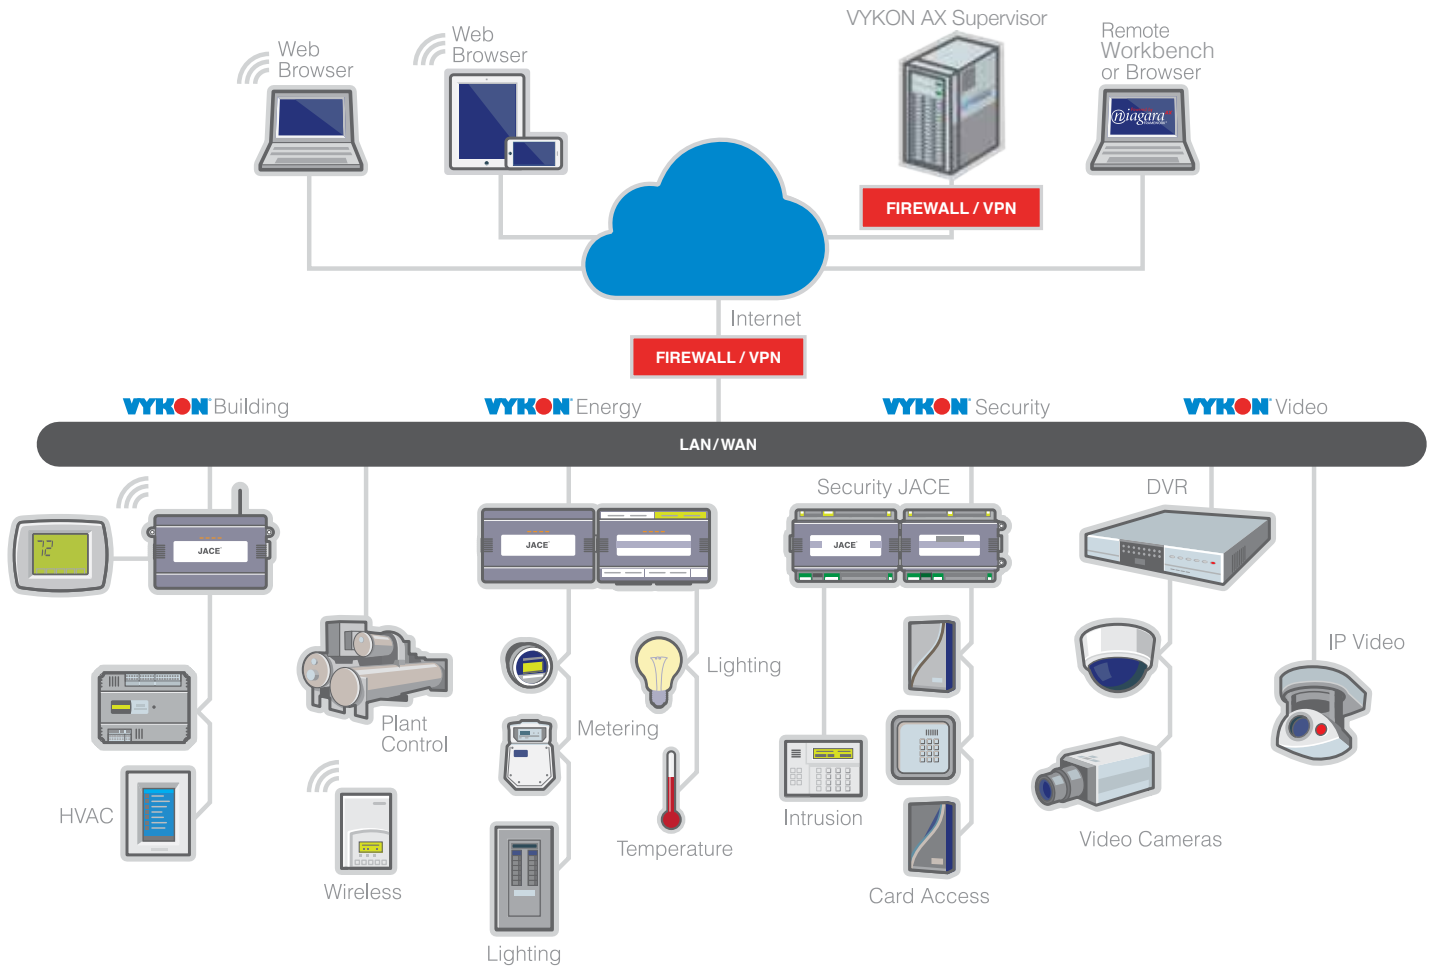 Web
Browser
Web
Browser
VYKON AX Supervisor
Remote
Workbench
or Browser
niagara
FIREWALL / VPN
Internet
FIREWALL / VPN
VYKON Building
VYKON Energy
VYKON Security
VYKON Video
LAN/WAN
Security JACE
DVR
72
JACE
JACE
JACE
IP Video
Lighting
Plant
Control
Metering
HVAC
Intrusion
Temperature
Video Cameras
Wireless
Card Access
Lighting